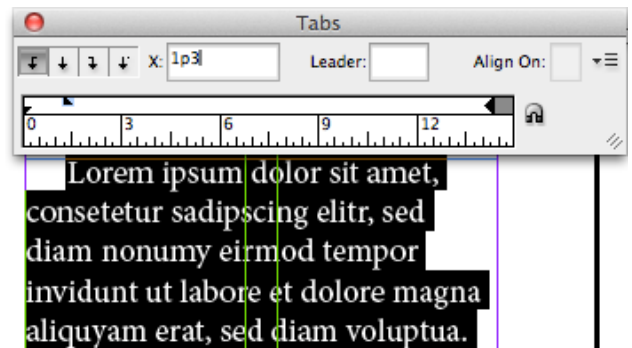 Tabs
X: 1p3 Leader: Align On:
0 3 6 9 12
Lorem ipsum dolor sit amet,
consetetur sadipscing elitr, sed
diam nonumy eirmod tempor
invidunt ut labore et dolore magna
aliquyam erat, sed diam voluptua.